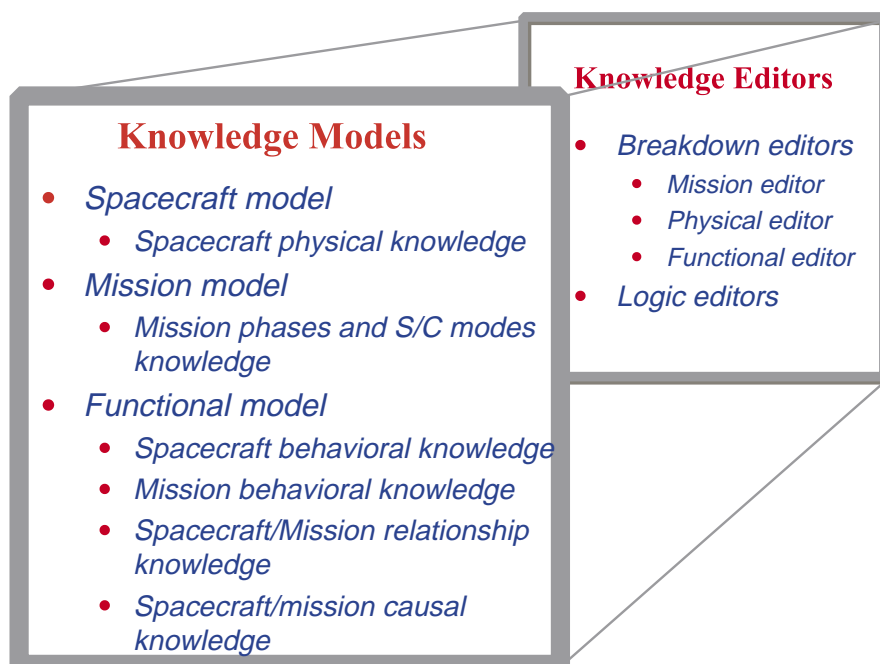 Knowledge Models
• Spacecraft model
• Spacecraft physical knowledge
• Mission model
• Mission phases and S/C modes
knowledge
• Functional model
• Spacecraft behavioral knowledge
• Mission behavioral knowledge
• Spacecraft/Mission relationship
knowledge
• Spacecraft/mission causal
knowledge
Knowledge Editors
• Breakdown editors
• Mission editor
• Physical editor
• Functional editor
• Logic editors